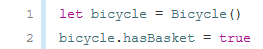 1 let bicycle = Bicycle()
2 bicycle.hasBasket = true